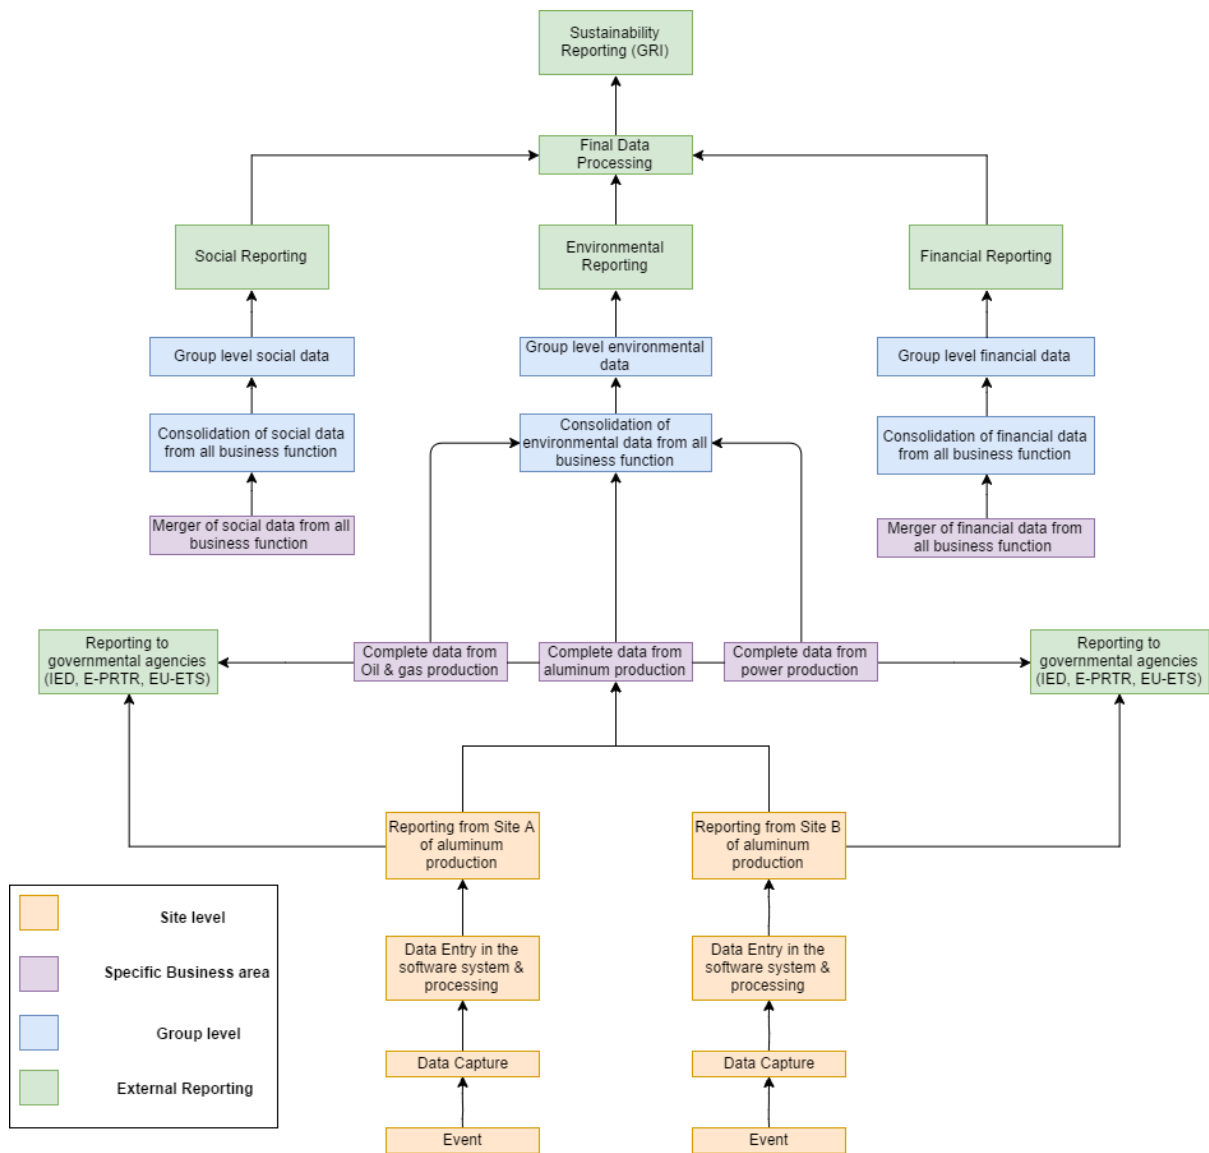 Sustainability
Reporting (GRI)
Final Data
Processing
Social Reporting
Environmental
Reporting
Financial Reporting
Group level social data
Group level environmental
data
Group level financial data
Consolidation of social data
from all business function
Consolidation of
environmental data from all
business function
Consolidation of financial data
from all business function
Merger of social data from all
business function
Merger of financial data from
all business function
Reporting to
governmental agencies
(IED, E-PRTR, EU-ETS)
Complete data from
Oil & gas production
Complete data from
aluminum production
Complete data from
power production
Reporting to
governmental agencies
(IED, E-PRTR, EU-ETS)
Reporting from Site A
of aluminum
production
Reporting from Site B
of aluminum
production
Data Entry in the
software system &
processing
Data Entry in the
software system &
processing
Data Capture
Data Capture
Event
Event
Site level
Specific Business area
Group level
External Reporting